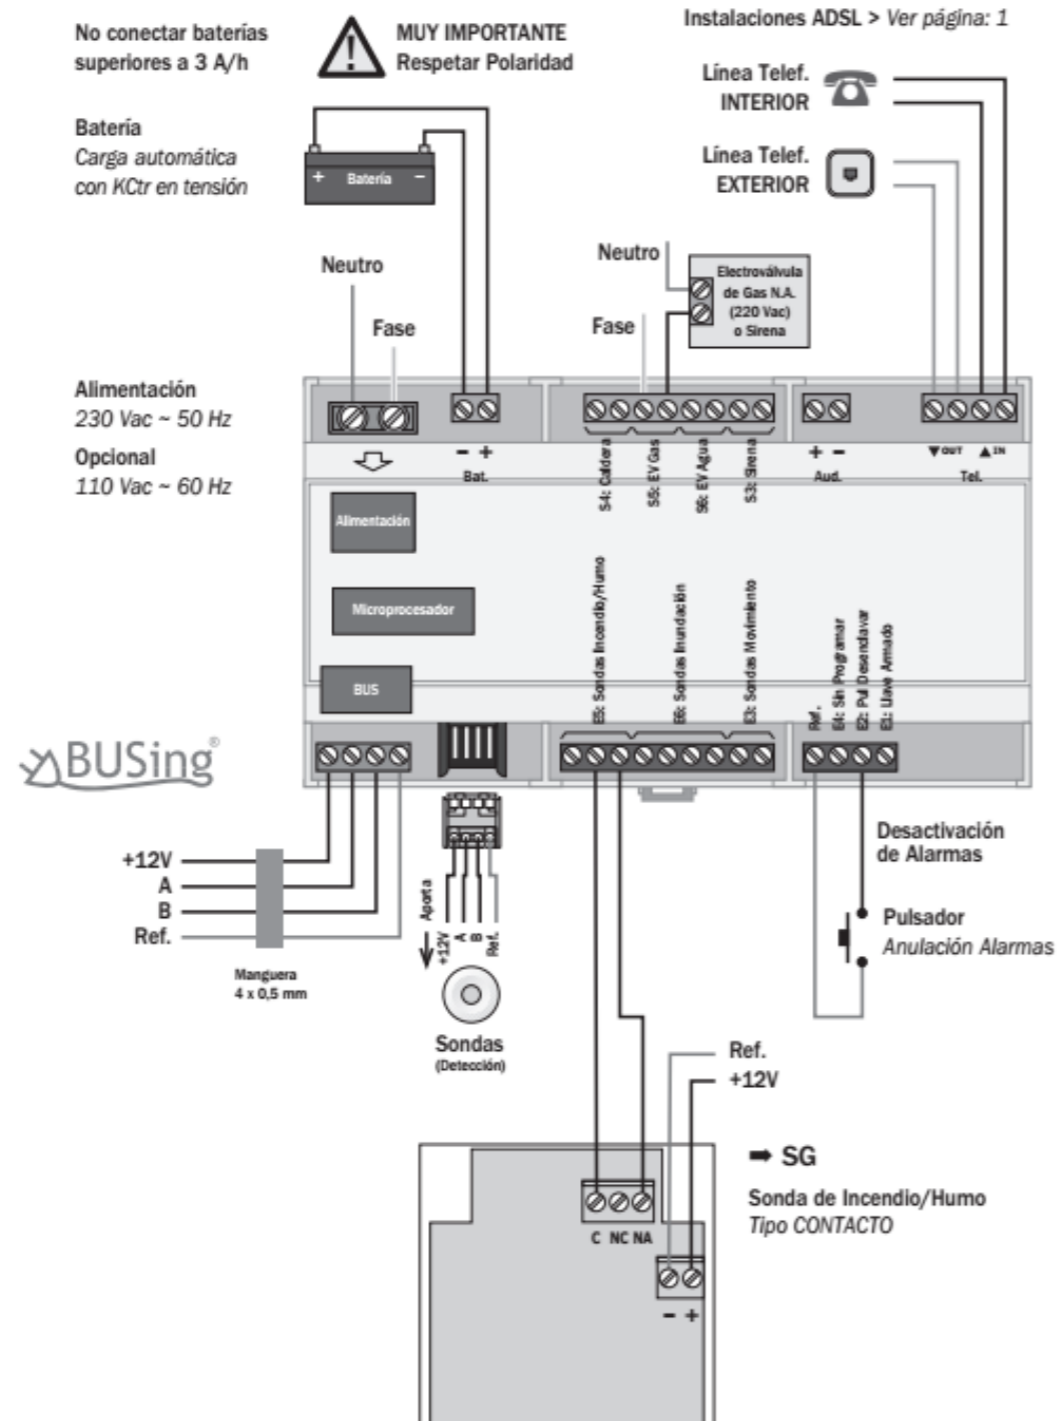 No conectar baterías
superiores a 3 A/h
MUY IMPORTANTE
Respetar Polaridad
Instalaciones ADSL > Ver página: 1
Línea Telef.
INTERIOR
Línea Telef.
EXTERIOR
Batería
Carga automática
con KCtr en tensión
+ Batería −
Neutro
Fase
Neutro
Fase
Electroválvula
de Gas N.A.
(220 Vac)
o Sirena
Alimentación
230 Vac ~ 50 Hz
Opcional
110 Vac ~ 60 Hz
− +
Bat.
S4: Caldera
S5: EV Gas
S6: EV Agua
S3: Sirena
+ −
Aud.
▼OUT ▲IN
Tel.
Alimentación
Microprocesador
BUS
E5: Sondas Incendio/Humo
E6: Sondas Inundación
E3: Sondas Movimiento
Ref.
E4: Sin Programar
E2: Pul Desenclavar
E1: Llave Armado
BUSing®
+12V
A
B
Ref.
Manguera
4 x 0,5 mm
Aporta
+12V
A
B
Ref.
Sondas
(Detección)
Desactivación
de Alarmas
Pulsador
Anulación Alarmas
Ref.
+12V
➡ SG
Sonda de Incendio/Humo
Tipo CONTACTO
C NC NA
− +